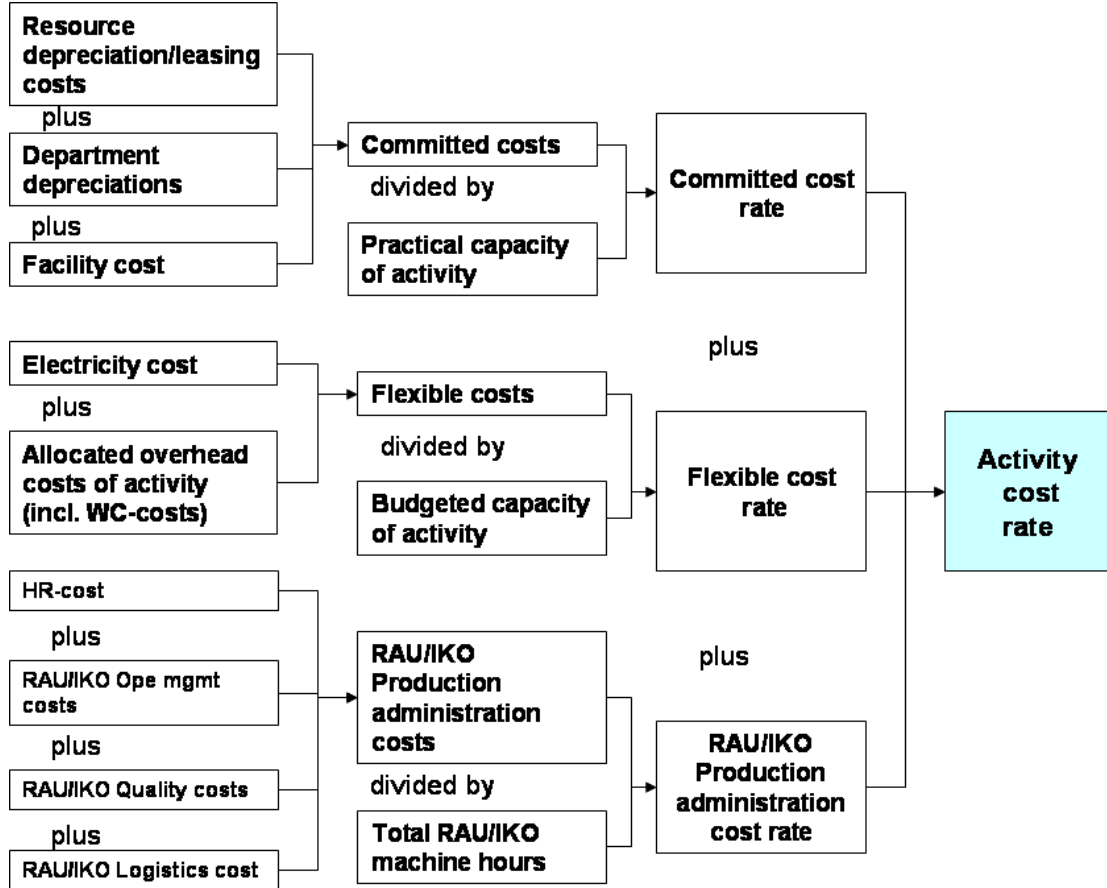 Resource
depreciation/leasing
costs
plus
Department
depreciations
plus
Facility cost
Committed costs
divided by
Practical capacity
of activity
Committed cost
rate
plus
Electricity cost
plus
Allocated overhead
costs of activity
(incl. WC-costs)
Flexible costs
divided by
Budgeted capacity
of activity
Flexible cost
rate
Activity
cost
rate
plus
HR-cost
plus
RAU/IKO Ope mgmt
costs
plus
RAU/IKO Quality costs
plus
RAU/IKO Logistics cost
RAU/IKO
Production
administration
costs
divided by
Total RAU/IKO
machine hours
RAU/IKO
Production
administration
cost rate